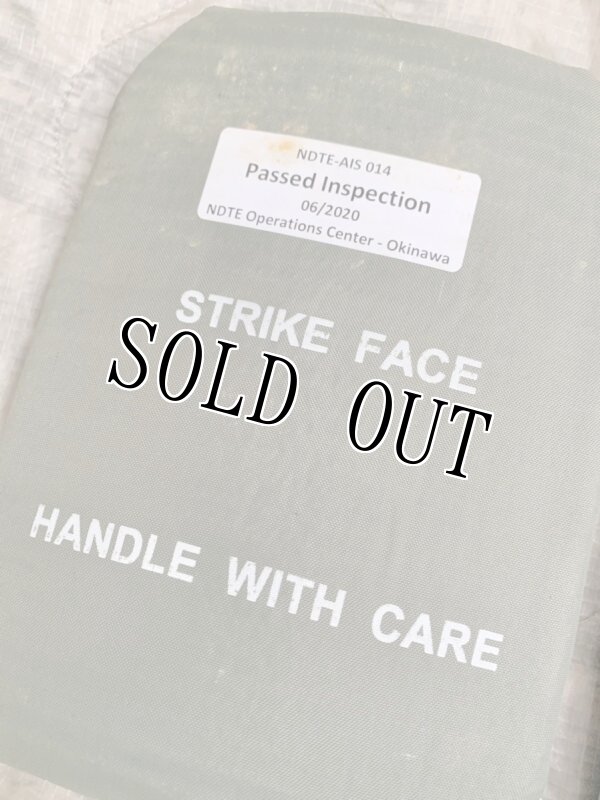 NDTE-AIS 014
Passed Inspection
06/2020
NDTE Operations Center - Okinawa
STRIKE FACE
SOLD OUT
HANDLE WITH CARE